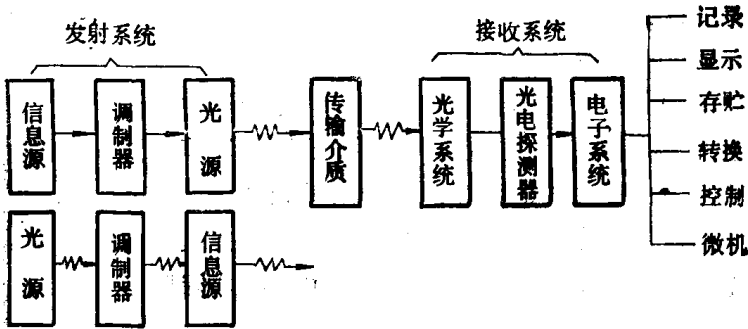 发射系统
接收系统
信息源
调制器
光源
传输介质
光学系统
光电探测器
电子系统
记录
显示
存贮
转换
控制
微机
光源
调制器
信息源